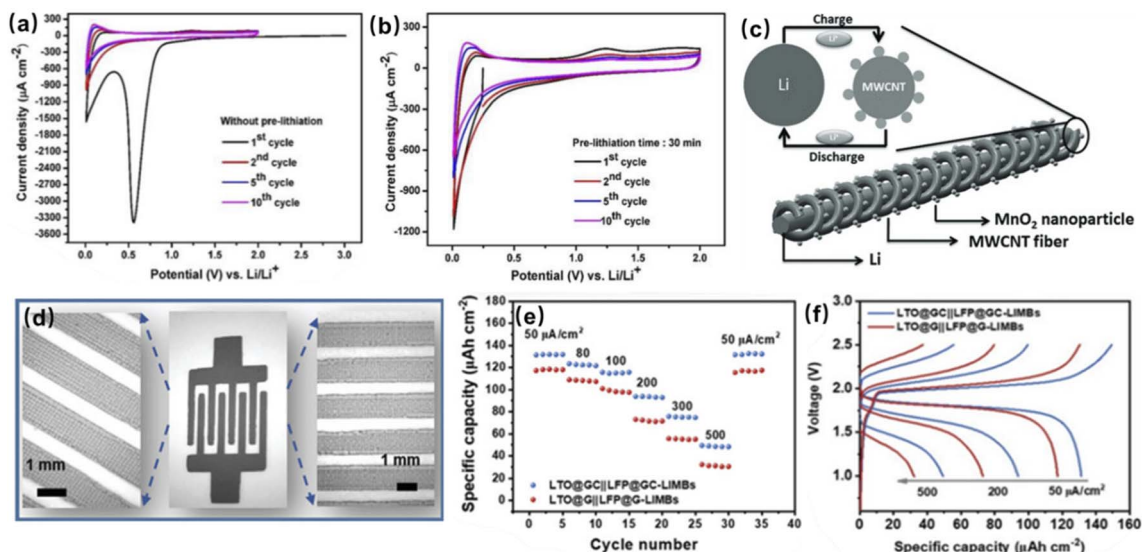 (a)
Current density (μA cm⁻²)
300
0
-300
-600
-900
-1200
-1500
-1800
-2100
-2400
-2700
-3000
-3300
-3600
Without pre-lithiation
1st cycle
2nd cycle
5th cycle
10th cycle
0.0 0.5 1.0 1.5 2.0 2.5 3.0
Potential (V) vs. Li/Li⁺
(b)
Current density (μA cm⁻²)
300
0
-300
-600
-900
-1200
Pre-lithiation time : 30 min
1st cycle
2nd cycle
5th cycle
10th cycle
0.0 0.5 1.0 1.5 2.0
Potential (V) vs. Li/Li⁺
(c)
Charge
Li⁺
Li
MWCNT
Li⁺
Discharge
MnO₂ nanoparticle
MWCNT fiber
Li
(d)
1 mm
1 mm
(e)
Specific capacity (μAh cm⁻²)
180
160
140
120
100
80
60
40
20
0
50 μA/cm²
80
100
200
300
500
50 μA/cm²
LTO@GC||LFP@GC-LIMBs
LTO@G||LFP@G-LIMBs
0 5 10 15 20 25 30 35 40
Cycle number
(f)
Voltage (V)
3.0
2.5
2.0
1.5
1.0
LTO@GC||LFP@GC-LIMBs
LTO@G||LFP@G-LIMBs
500 200 50 μA/cm²
0 20 40 60 80 100 120 140 160
Specific capacity (μAh cm⁻²)